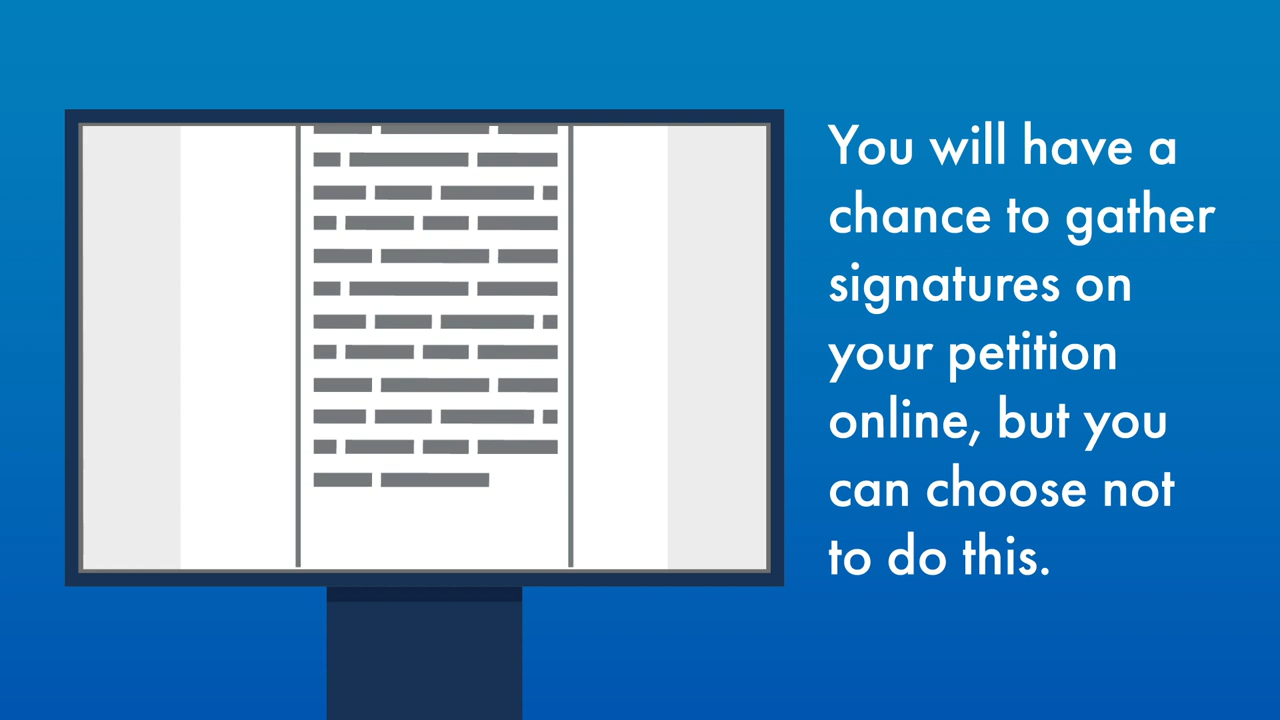 You will have a
chance to gather
signatures on
your petition
online, but you
can choose not
to do this.